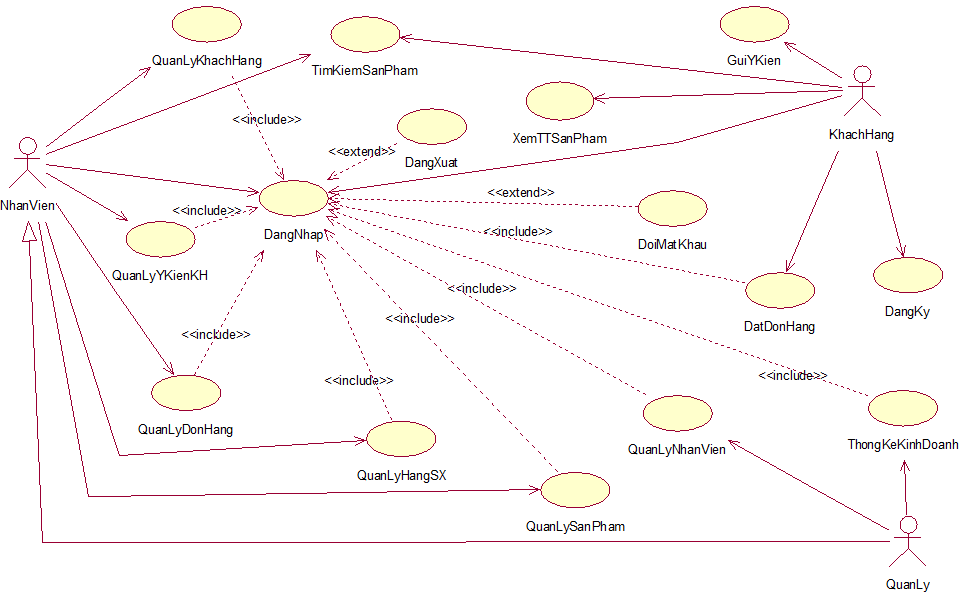 QuanLyKhachHang
TimKiemSanPham
GuiYKien
<<include>>
XemTTSanPham
KhachHang
<<extend>>
DangXuat
NhanVien
<<include>>
DangNhap
<<extend>>
<<include>>
DoiMatKhau
QuanLyYKienKH
<<include>>
DatDonHang
DangKy
<<include>>
<<include>>
<<include>>
<<include>>
QuanLyDonHang
QuanLyHangSX
QuanLyNhanVien
ThongKeKinhDoanh
QuanLySanPham
QuanLy